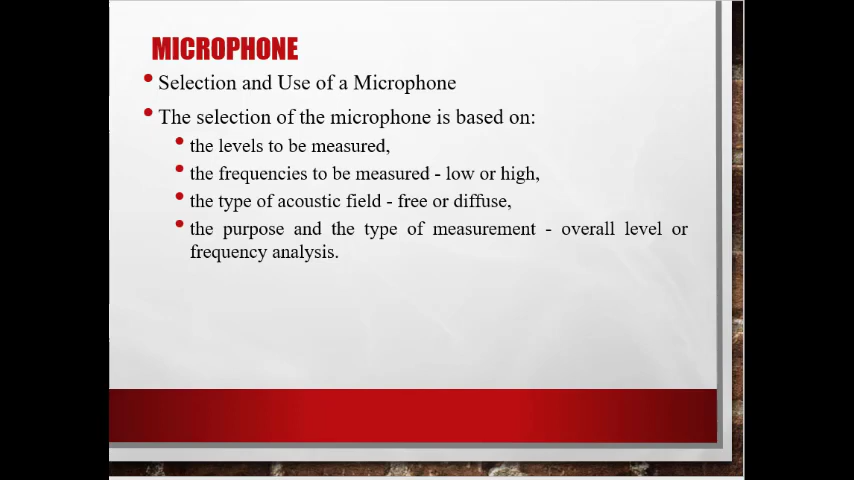 MICROPHONE
Selection and Use of a Microphone
The selection of the microphone is based on:
the levels to be measured,
the frequencies to be measured - low or high,
the type of acoustic field - free or diffuse,
the purpose and the type of measurement - overall level or
frequency analysis.